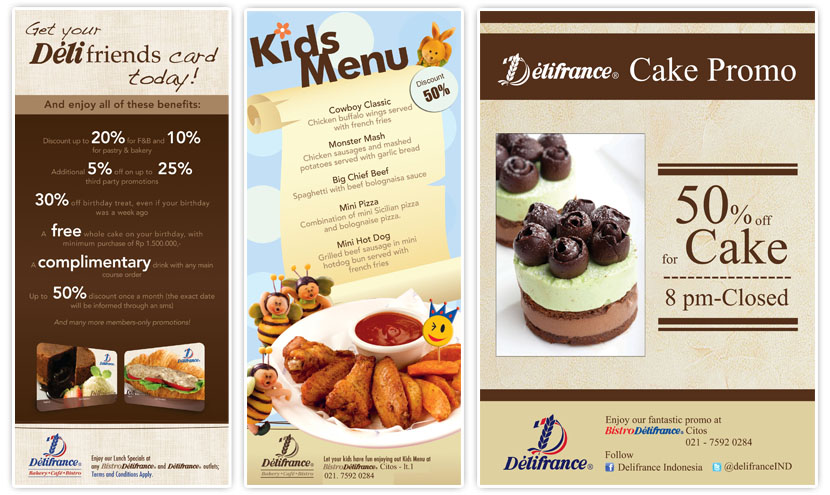 Get your
Délifriends card
today!
And enjoy all of these benefits:
Discount up to 20% for F&B and 10%
for pastry & bakery
Additional 5% off on up to 25%
third party promotions
30% off birthday treat, even if your birthday
was a week ago
A free whole cake on your birthday, with
minimum purchase of Rp 1.500.000,-
A complimentary drink with any main
course order
Up to 50% discount once a month (the exact date
will be informed through an sms)
And many more members-only promotions!
Délifrance
Délifrance
Délifrance®
Bakery•Café•Bistro
Enjoy our Lunch Specials at
any BistroDélifrance® and Délifrance® outlets;
Terms and Conditions Apply.
Kids
Menu
Discount
50%
Cowboy Classic
Chicken buffalo wings served
with french fries
Monster Mash
Chicken sausages and mashed
potatoes served with garlic bread
Big Chief Beef
Spaghetti with beef bolognaisa sauce
Mini Pizza
Combination of mini Sicilian pizza
and bolognaise pizza.
Mini Hot Dog
Grilled beef sausage in mini
hotdog bun served with
french fries
Délifrance®
Bakery•Café•Bistro
Let your kids have fun enjoying out Kids Menu at
BistroDélifrance® Citos - lt.1
021. 7592 0284
Délifrance® Cake Promo
50% off
for Cake
8 pm-Closed
Délifrance®
Enjoy our fantastic promo at
BistroDélifrance® Citos
021 - 7592 0284
Follow
Delifrance Indonesia @delifranceIND